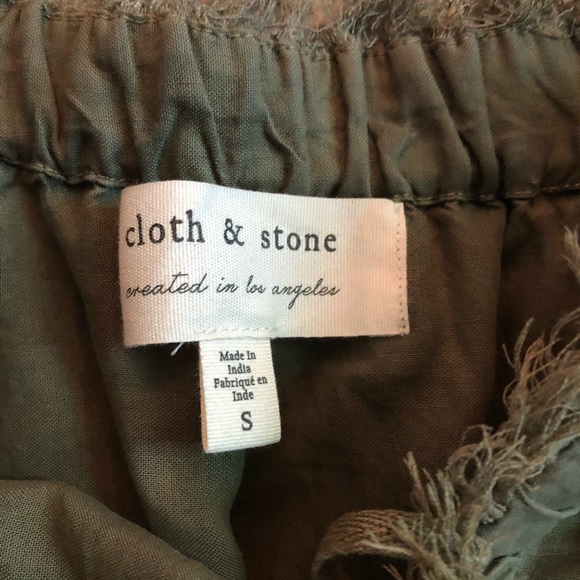 cloth & stone
created in los angeles
Made In
India
Fabriqué en
Inde
S